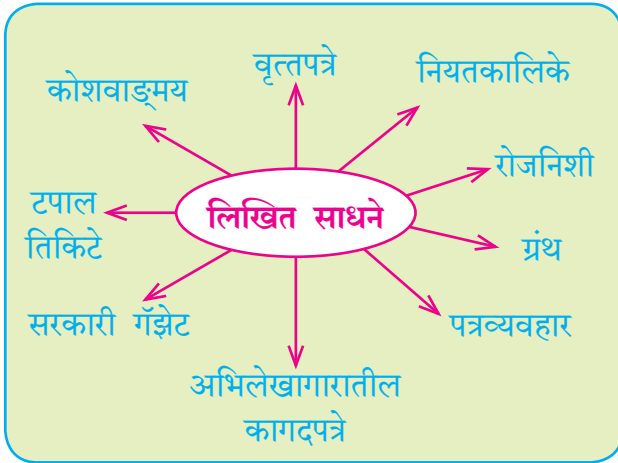 वृत्तपत्रे
नियतकालिके
कोशवाङ्‌मय
रोजनिशी
टपाल
तिकिटे
लिखित साधने
ग्रंथ
सरकारी गॅझेट
पत्रव्यवहार
अभिलेखागारातील
कागदपत्रे